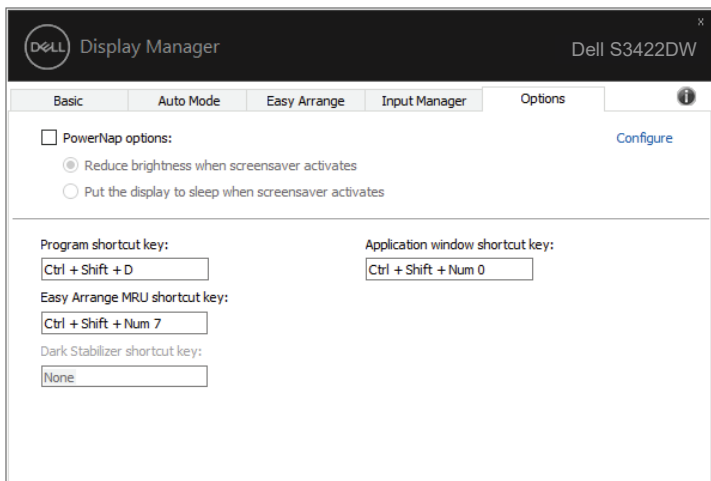 x
DELL Display Manager
Dell S3422DW
Basic Auto Mode Easy Arrange Input Manager Options i
PowerNap options: Configure
Reduce brightness when screensaver activates
Put the display to sleep when screensaver activates
Program shortcut key: Application window shortcut key:
Ctrl + Shift + D Ctrl + Shift + Num 0
Easy Arrange MRU shortcut key:
Ctrl + Shift + Num 7
Dark Stabilizer shortcut key:
None